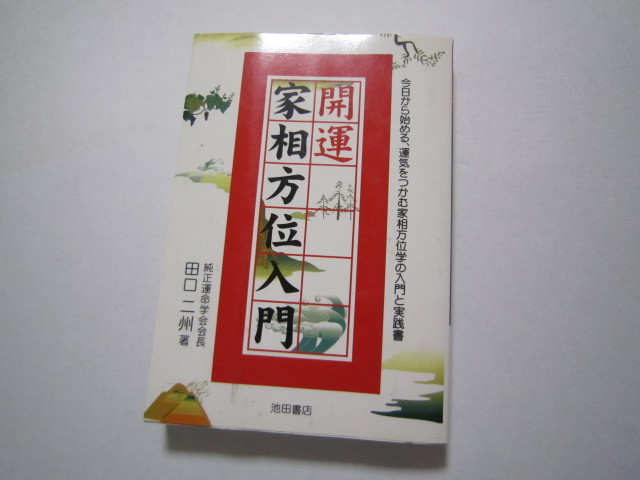 今日から始める、運気をつかむ家相方位学の入門と実践書
開運
家相方位入門
純正運命学会会長
田口二州 著
池田書店